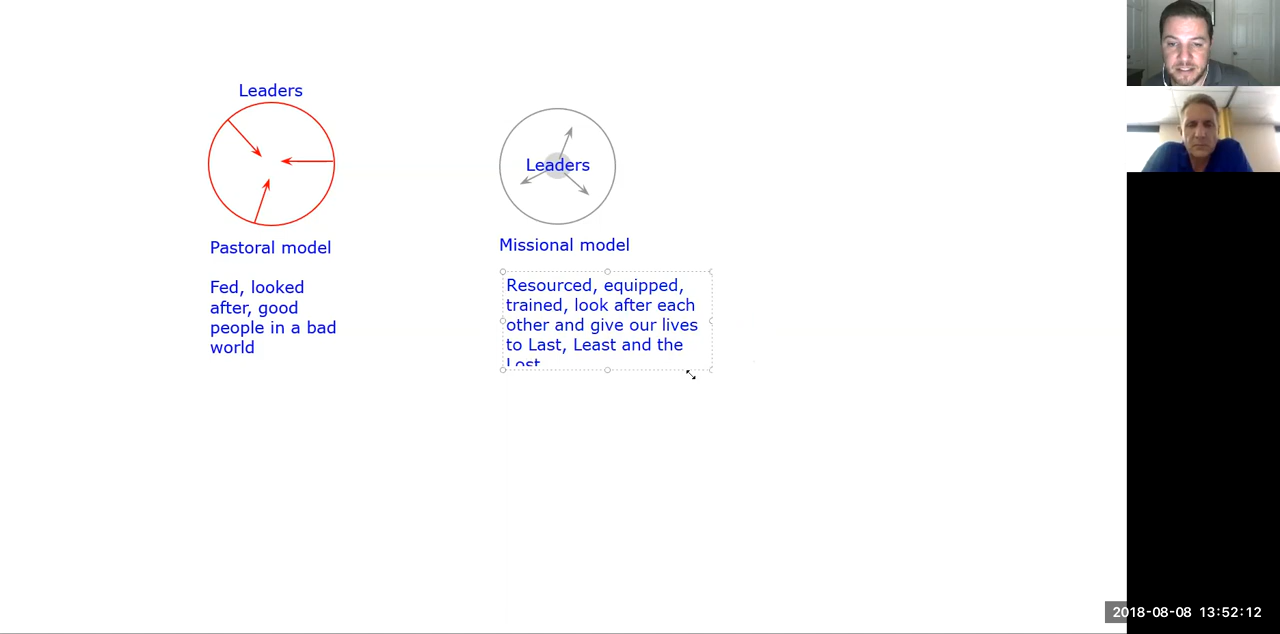 Leaders
Pastoral model
Fed, looked
after, good
people in a bad
world
Leaders
Missional model
Resourced, equipped,
trained, look after each
other and give our lives
to Last, Least and the
Lost
2018-08-08 13:52:12